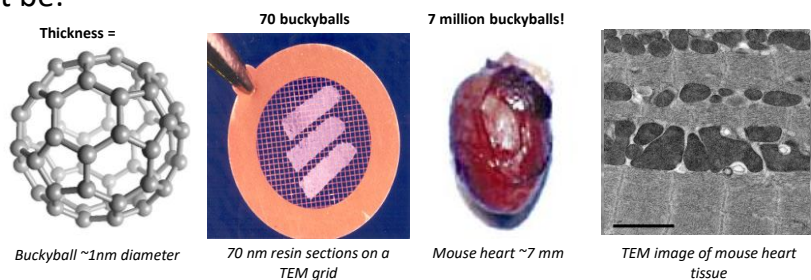 t be:
Thickness =
70 buckyballs
7 million buckyballs!
Buckyball ~1nm diameter
70 nm resin sections on a
TEM grid
Mouse heart ~7 mm
TEM image of mouse heart
tissue